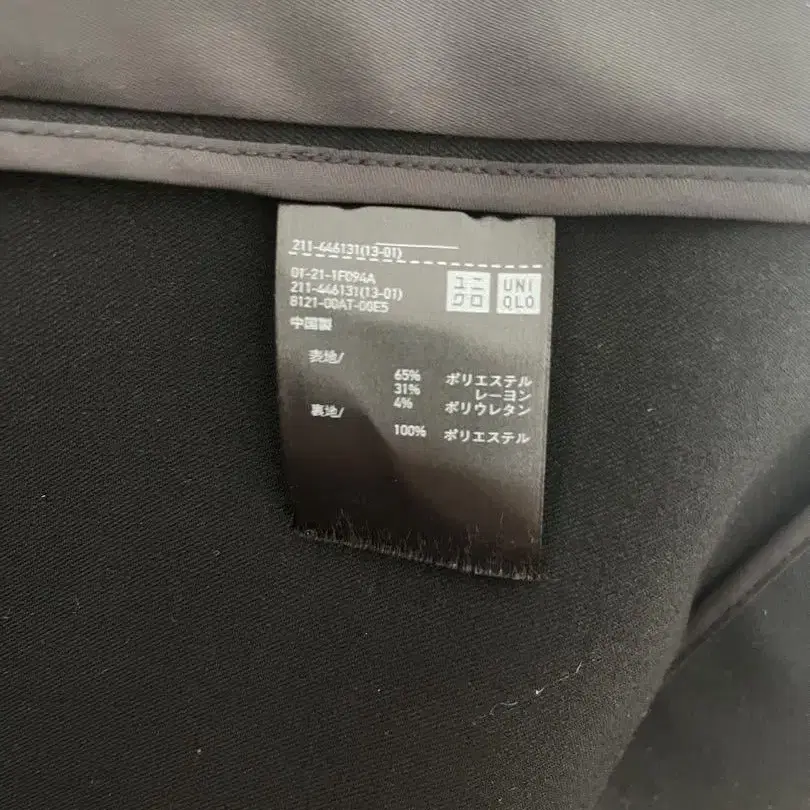 211-446131(13-01)
01-21-1F094A
211-446131(13-01)
8121-00AT-00E5
ユニ
クロ
UNI
QLO
中国製
表地/
65% ポリエステル
31% レーヨン
4% ポリウレタン
裏地/
100% ポリエステル